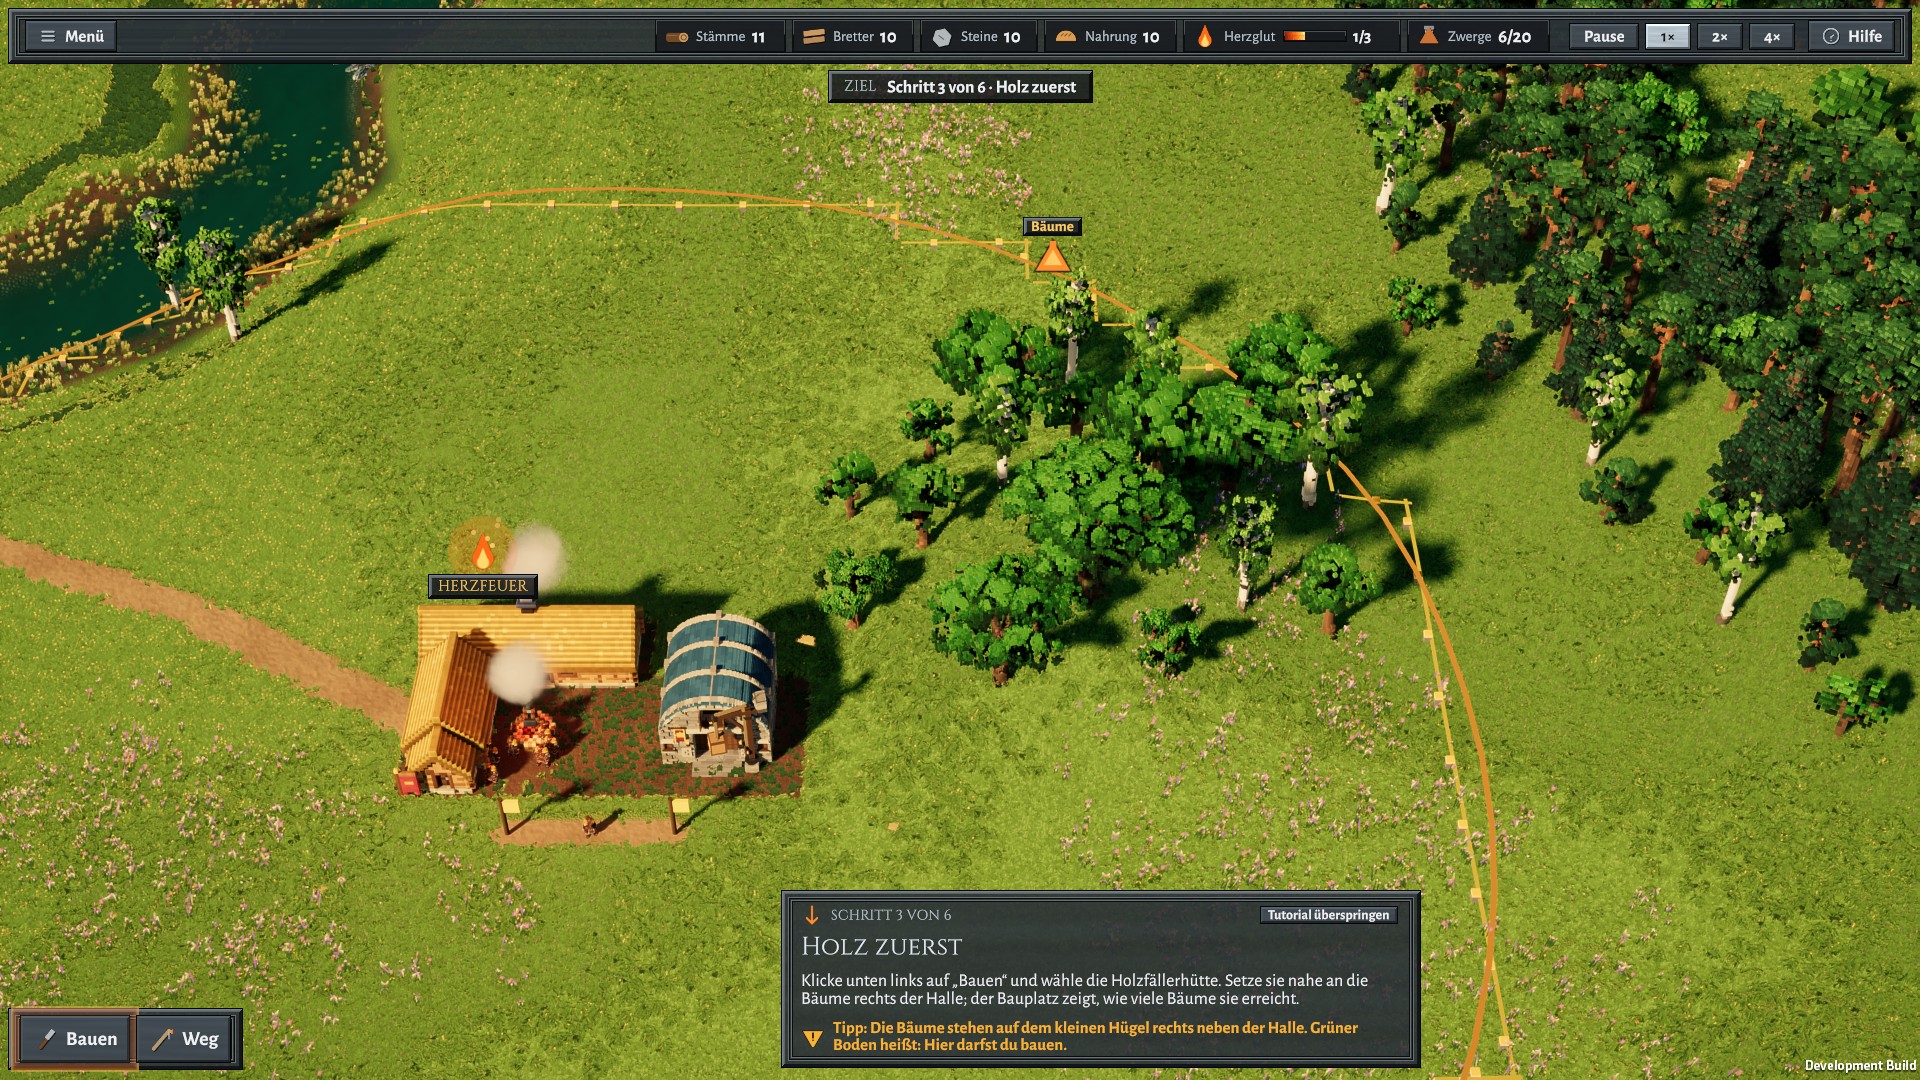 Menü
Stämme 11
Bretter 10
Steine 10
Nahrung 10
Herzglut 1/3
Zwerge 6/20
Pause
1×
2×
4×
Hilfe
ZIEL Schritt 3 von 6 · Holz zuerst
Bäume
HERZFEUER
SCHRITT 3 VON 6
Tutorial überspringen
HOLZ ZUERST
Klicke unten links auf „Bauen“ und wähle die Holzfällerhütte. Setze sie nahe an die
Bäume rechts der Halle; der Bauplatz zeigt, wie viele Bäume sie erreicht.
Tipp: Die Bäume stehen auf dem kleinen Hügel rechts neben der Halle. Grüner
Boden heißt: Hier darfst du bauen.
Bauen
Weg
Development Build